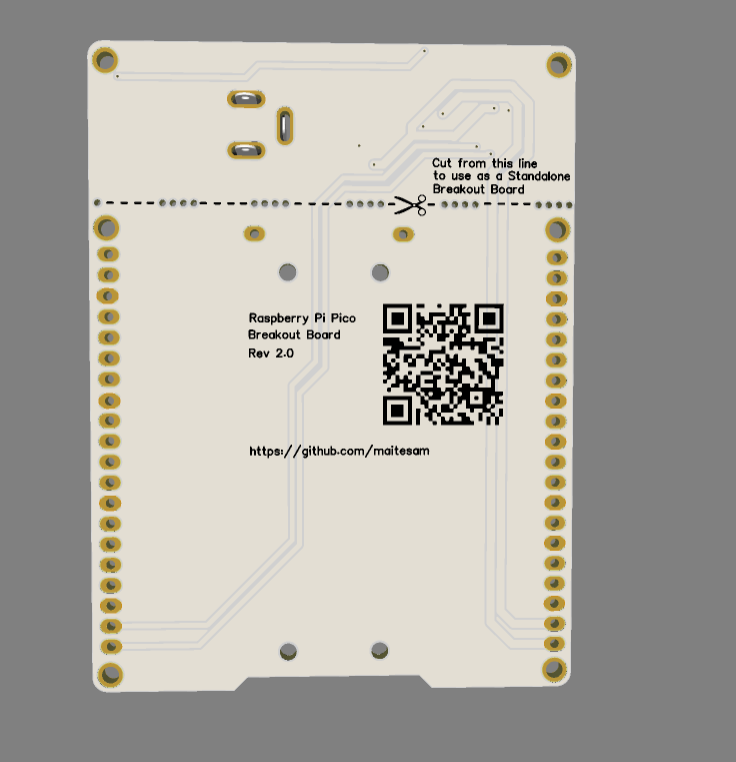 Cut from this line
to use as a Standalone
Breakout Board
Raspberry Pi Pico
Breakout Board
Rev 2.0
https://github.com/maitesam